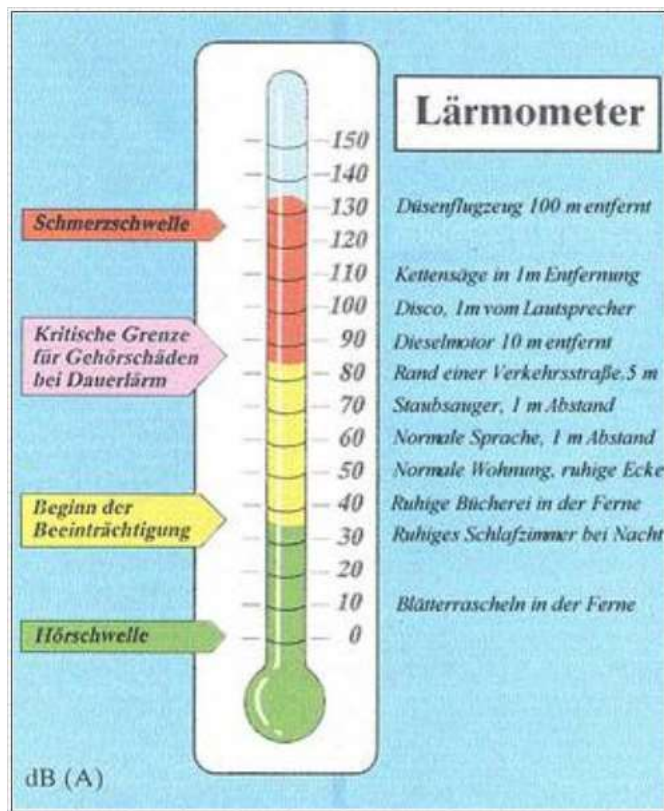 Lärmometer
150
140
130
120
110
100
90
80
70
60
50
40
30
20
10
0
Schmerzschwelle
Kritische Grenze
für Gehörschäden
bei Dauerlärm
Beginn der
Beeinträchtigung
Hörschwelle
Düsenflugzeug 100 m entfernt
Kettensäge in 1m Entfernung
Disco, 1m vom Lautsprecher
Dieselmotor 10 m entfernt
Rand einer Verkehrsstraße.5 m
Staubsauger, 1 m Abstand
Normale Sprache, 1 m Abstand
Normale Wohnung, ruhige Ecke
Ruhige Bücherei in der Ferne
Ruhiges Schlafzimmer bei Nacht
Blätterrascheln in der Ferne
dB (A)